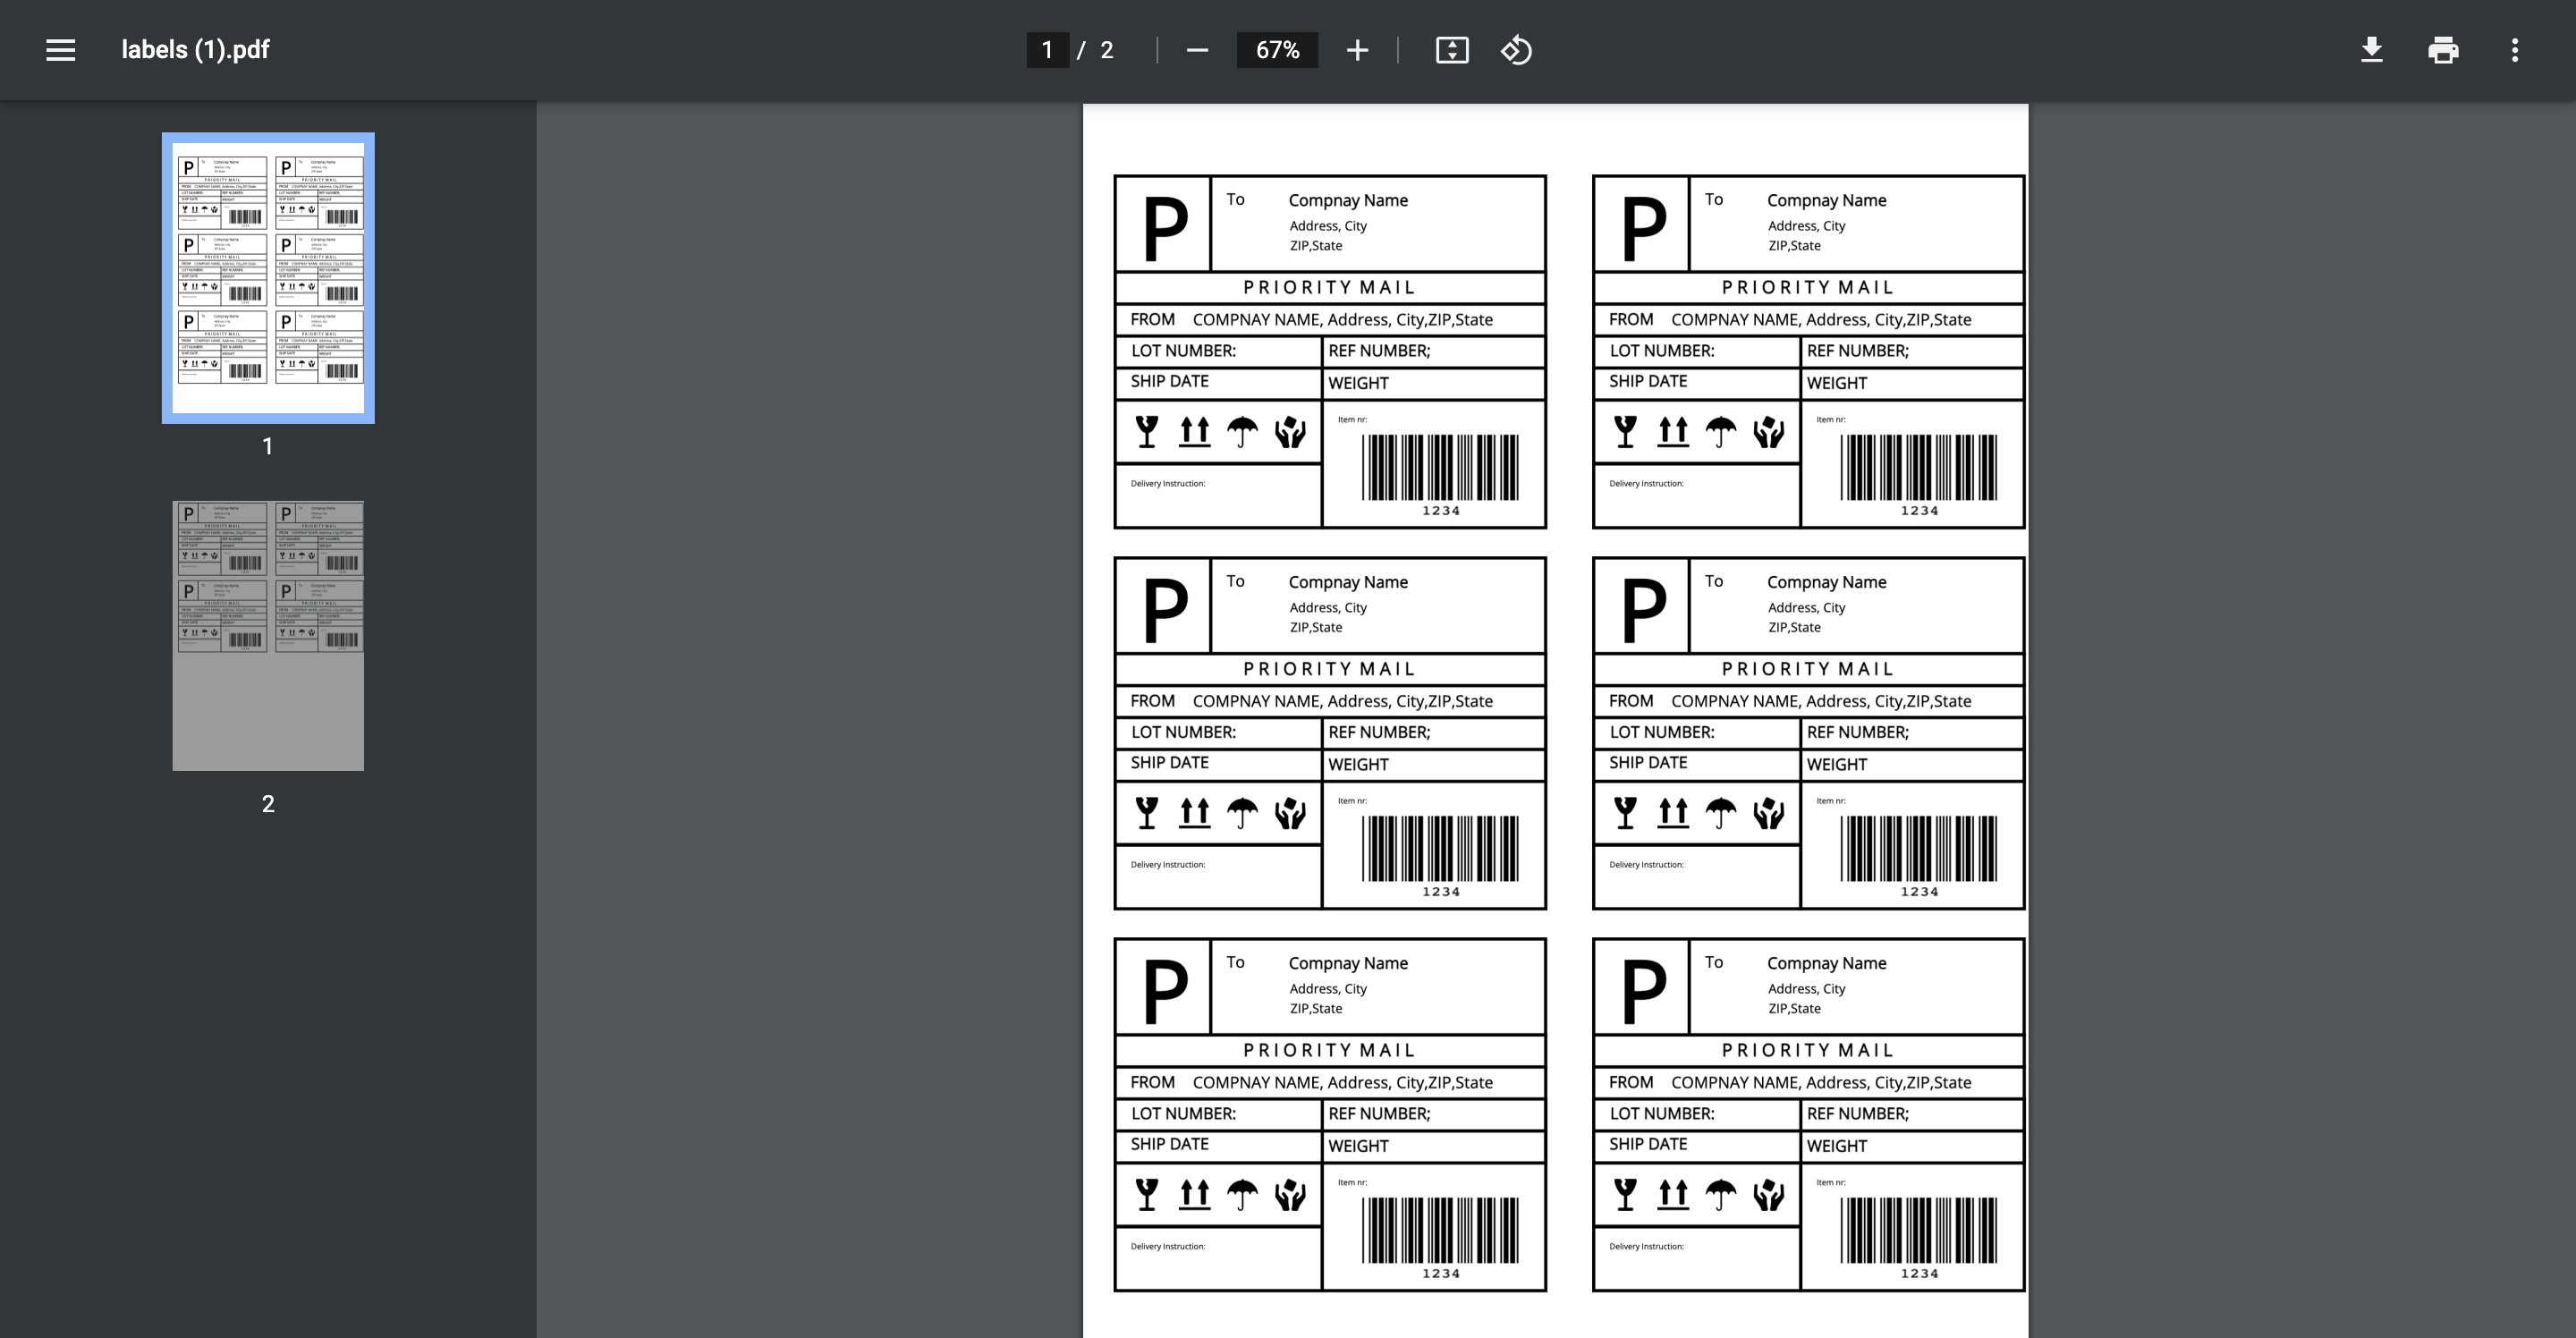 labels (1).pdf
1 / 2
67%
1
2
P To Compnay Name
Address, City
ZIP,State
PRIORITY MAIL
FROM COMPNAY NAME, Address, City,ZIP,State
LOT NUMBER: REF NUMBER;
SHIP DATE WEIGHT
Item nr:
Delivery Instruction:
1234
P To Compnay Name
Address, City
ZIP,State
PRIORITY MAIL
FROM COMPNAY NAME, Address, City,ZIP,State
LOT NUMBER: REF NUMBER;
SHIP DATE WEIGHT
Item nr:
Delivery Instruction:
1234
P To Compnay Name
Address, City
ZIP,State
PRIORITY MAIL
FROM COMPNAY NAME, Address, City,ZIP,State
LOT NUMBER: REF NUMBER;
SHIP DATE WEIGHT
Item nr:
Delivery Instruction:
1234
P To Compnay Name
Address, City
ZIP,State
PRIORITY MAIL
FROM COMPNAY NAME, Address, City,ZIP,State
LOT NUMBER: REF NUMBER;
SHIP DATE WEIGHT
Item nr:
Delivery Instruction:
1234
P To Compnay Name
Address, City
ZIP,State
PRIORITY MAIL
FROM COMPNAY NAME, Address, City,ZIP,State
LOT NUMBER: REF NUMBER;
SHIP DATE WEIGHT
Item nr:
Delivery Instruction:
1234
P To Compnay Name
Address, City
ZIP,State
PRIORITY MAIL
FROM COMPNAY NAME, Address, City,ZIP,State
LOT NUMBER: REF NUMBER;
SHIP DATE WEIGHT
Item nr:
Delivery Instruction:
1234